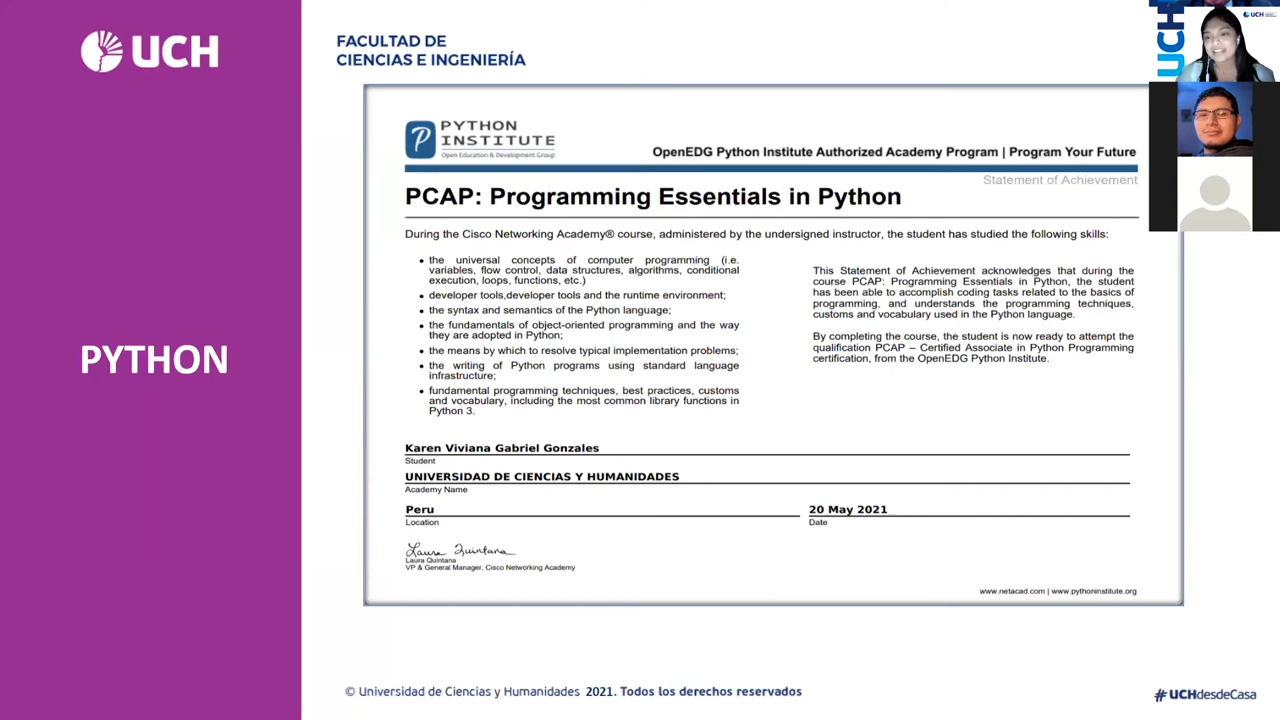 UCH
FACULTAD DE
CIENCIAS E INGENIERÍA
PYTHON
INSTITUTE
Open Education & Development Group
OpenEDG Python Institute Authorized Academy Program | Program Your Future
Statement of Achievement
PCAP: Programming Essentials in Python
During the Cisco Networking Academy® course, administered by the undersigned instructor, the student has studied the following skills:
• the universal concepts of computer programming (i.e.
variables, flow control, data structures, algorithms, conditional
execution, loops, functions, etc.)
• developer tools,developer tools and the runtime environment;
• the syntax and semantics of the Python language;
• the fundamentals of object-oriented programming and the way
they are adopted in Python;
• the means by which to resolve typical implementation problems;
• the writing of Python programs using standard language
infrastructure;
• fundamental programming techniques, best practices, customs
and vocabulary, including the most common library functions in
Python 3.
This Statement of Achievement acknowledges that during the
course PCAP: Programming Essentials in Python, the student
has been able to accomplish coding tasks related to the basics of
programming, and understands the programming techniques,
customs and vocabulary used in the Python language.
By completing the course, the student is now ready to attempt the
qualification PCAP – Certified Associate in Python Programming
certification, from the OpenEDG Python Institute.
PYTHON
Karen Viviana Gabriel Gonzales
Student
UNIVERSIDAD DE CIENCIAS Y HUMANIDADES
Academy Name
Peru
Location
20 May 2021
Date
Laura Quintana
Laura Quintana
VP & General Manager, Cisco Networking Academy
www.netacad.com | www.pythoninstitute.org
© Universidad de Ciencias y Humanidades 2021. Todos los derechos reservados
#UCHdesdeCasa
UCH
UCH